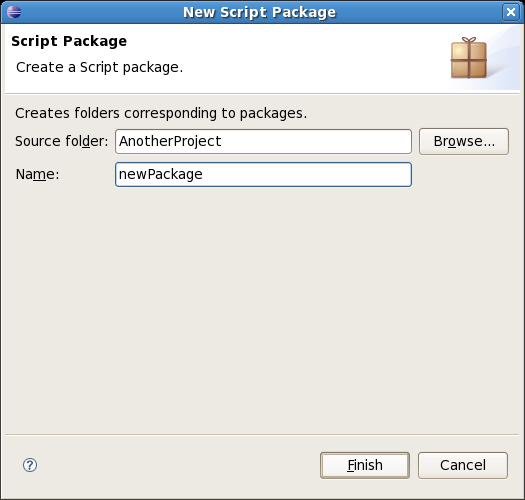 New Script Package
Script Package
Create a Script package.
Creates folders corresponding to packages.
Source folder: AnotherProject Browse...
Name: newPackage
? Finish Cancel